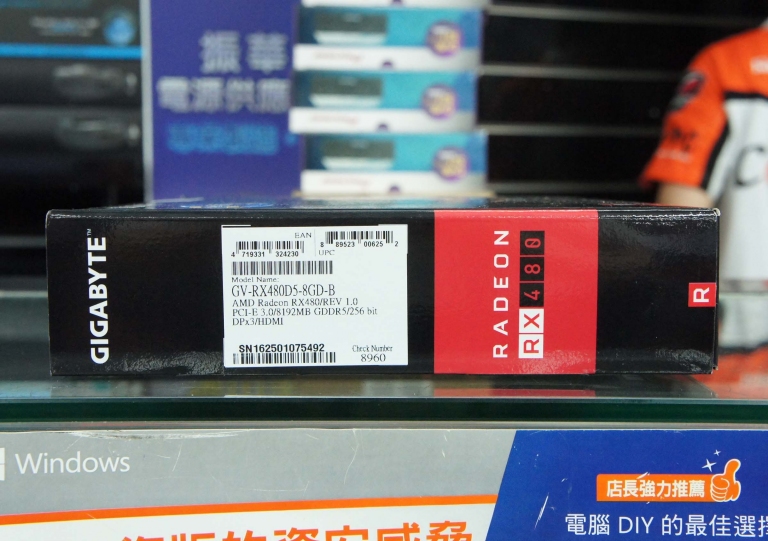 振華
電源供應
GIGABYTE™
EAN
4 719331 324230
8 89523 00625 2
UPC
Model Name:
GV-RX480D5-8GD-B
AMD Radeon RX480/REV 1.0
PCI-E 3.0/8192MB GDDR5/256 bit
DPx3/HDMI
SN162501075492
Check Number
8960
RADEON
RX 480
R
Windows
店長強力推薦
電腦 DIY 的最佳選擇